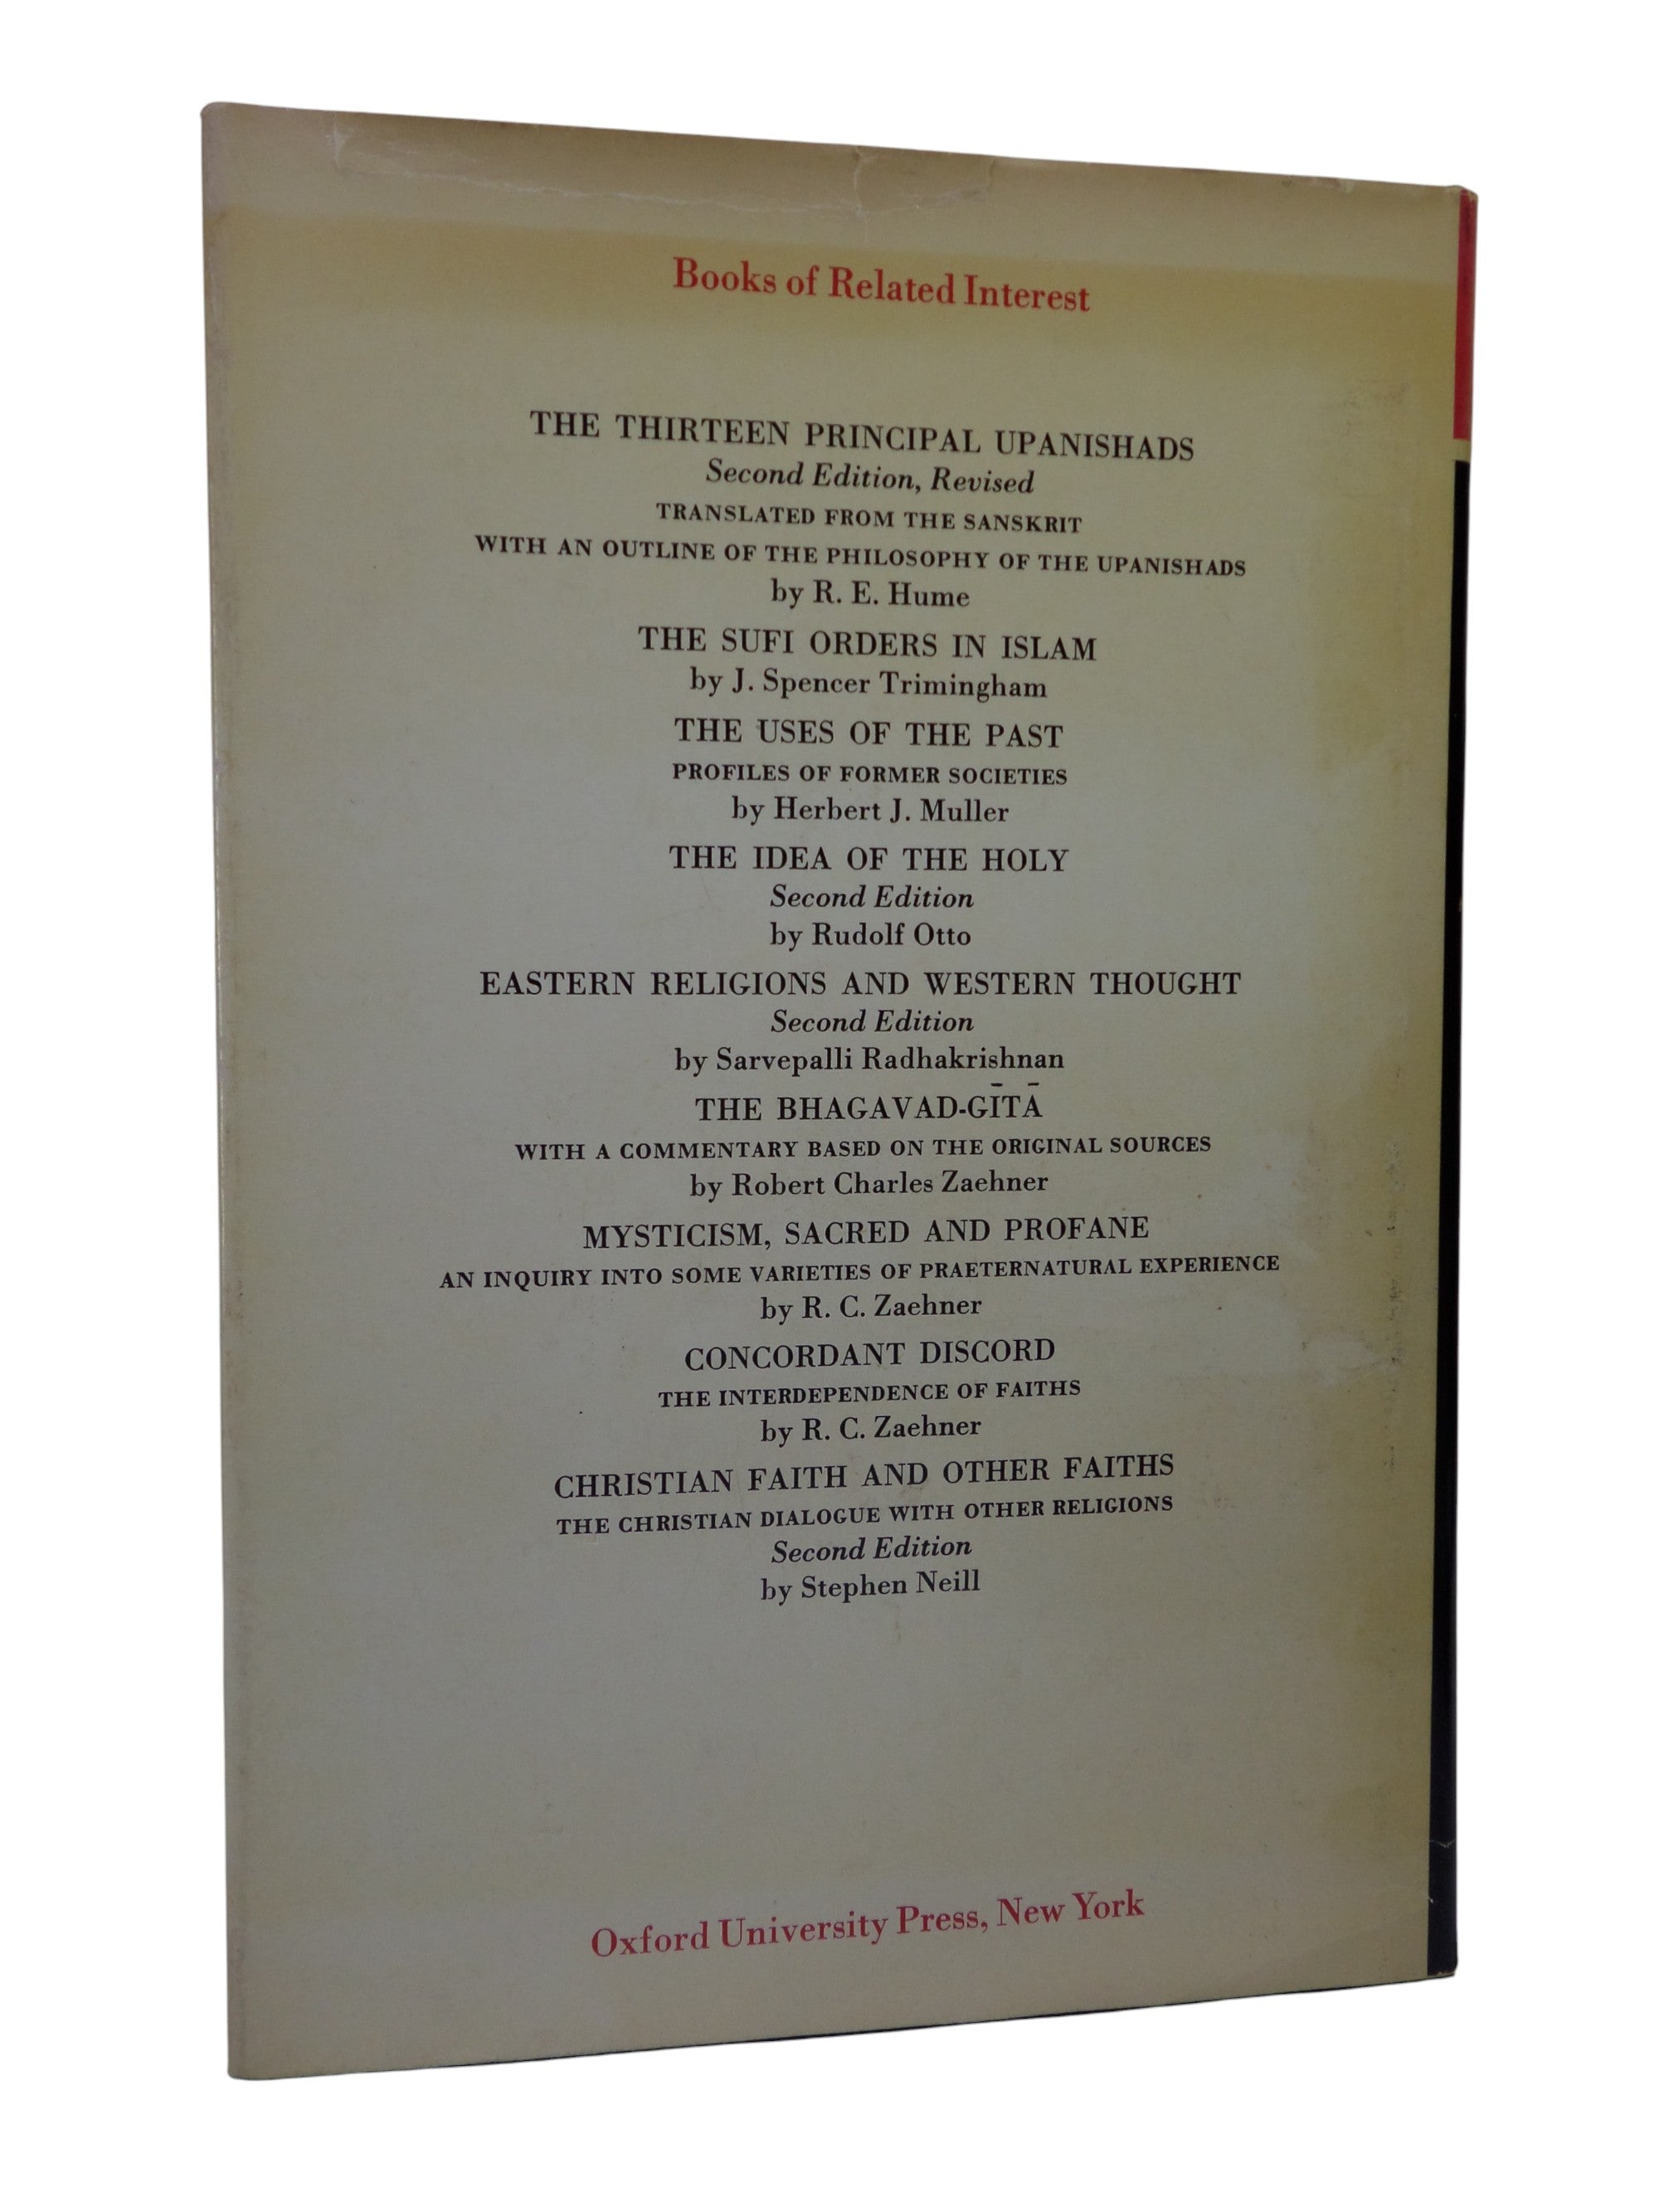 Books of Related Interest
THE THIRTEEN PRINCIPAL UPANISHADS
Second Edition, Revised
TRANSLATED FROM THE SANSKRIT
WITH AN OUTLINE OF THE PHILOSOPHY OF THE UPANISHADS
by R. E. Hume
THE SUFI ORDERS IN ISLAM
by J. Spencer Trimingham
THE USES OF THE PAST
PROFILES OF FORMER SOCIETIES
by Herbert J. Muller
THE IDEA OF THE HOLY
Second Edition
by Rudolf Otto
EASTERN RELIGIONS AND WESTERN THOUGHT
Second Edition
by Sarvepalli Radhakrishnan
THE BHAGAVAD-GĪTĀ
WITH A COMMENTARY BASED ON THE ORIGINAL SOURCES
by Robert Charles Zaehner
MYSTICISM, SACRED AND PROFANE
AN INQUIRY INTO SOME VARIETIES OF PRAETERNATURAL EXPERIENCE
by R. C. Zaehner
CONCORDANT DISCORD
THE INTERDEPENDENCE OF FAITHS
by R. C. Zaehner
CHRISTIAN FAITH AND OTHER FAITHS
THE CHRISTIAN DIALOGUE WITH OTHER RELIGIONS
Second Edition
by Stephen Neill
Oxford University Press, New York